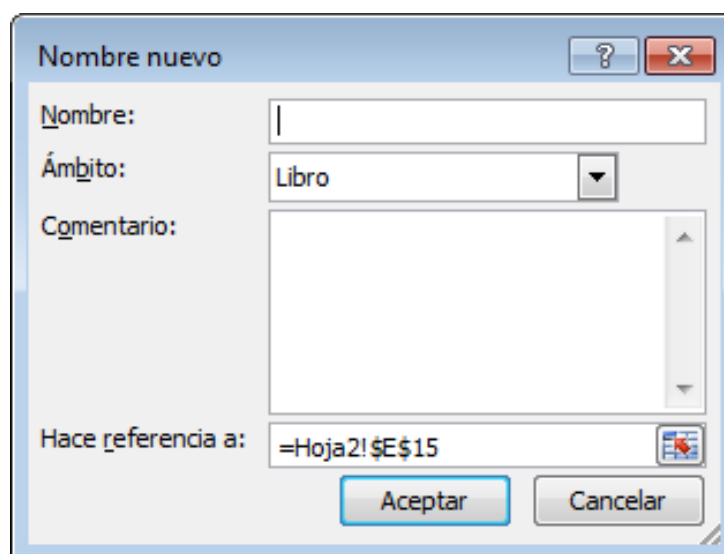 Nombre nuevo
Nombre:
Ámbito: Libro
Comentario:
Hace referencia a: =Hoja2!$E$15
Aceptar Cancelar